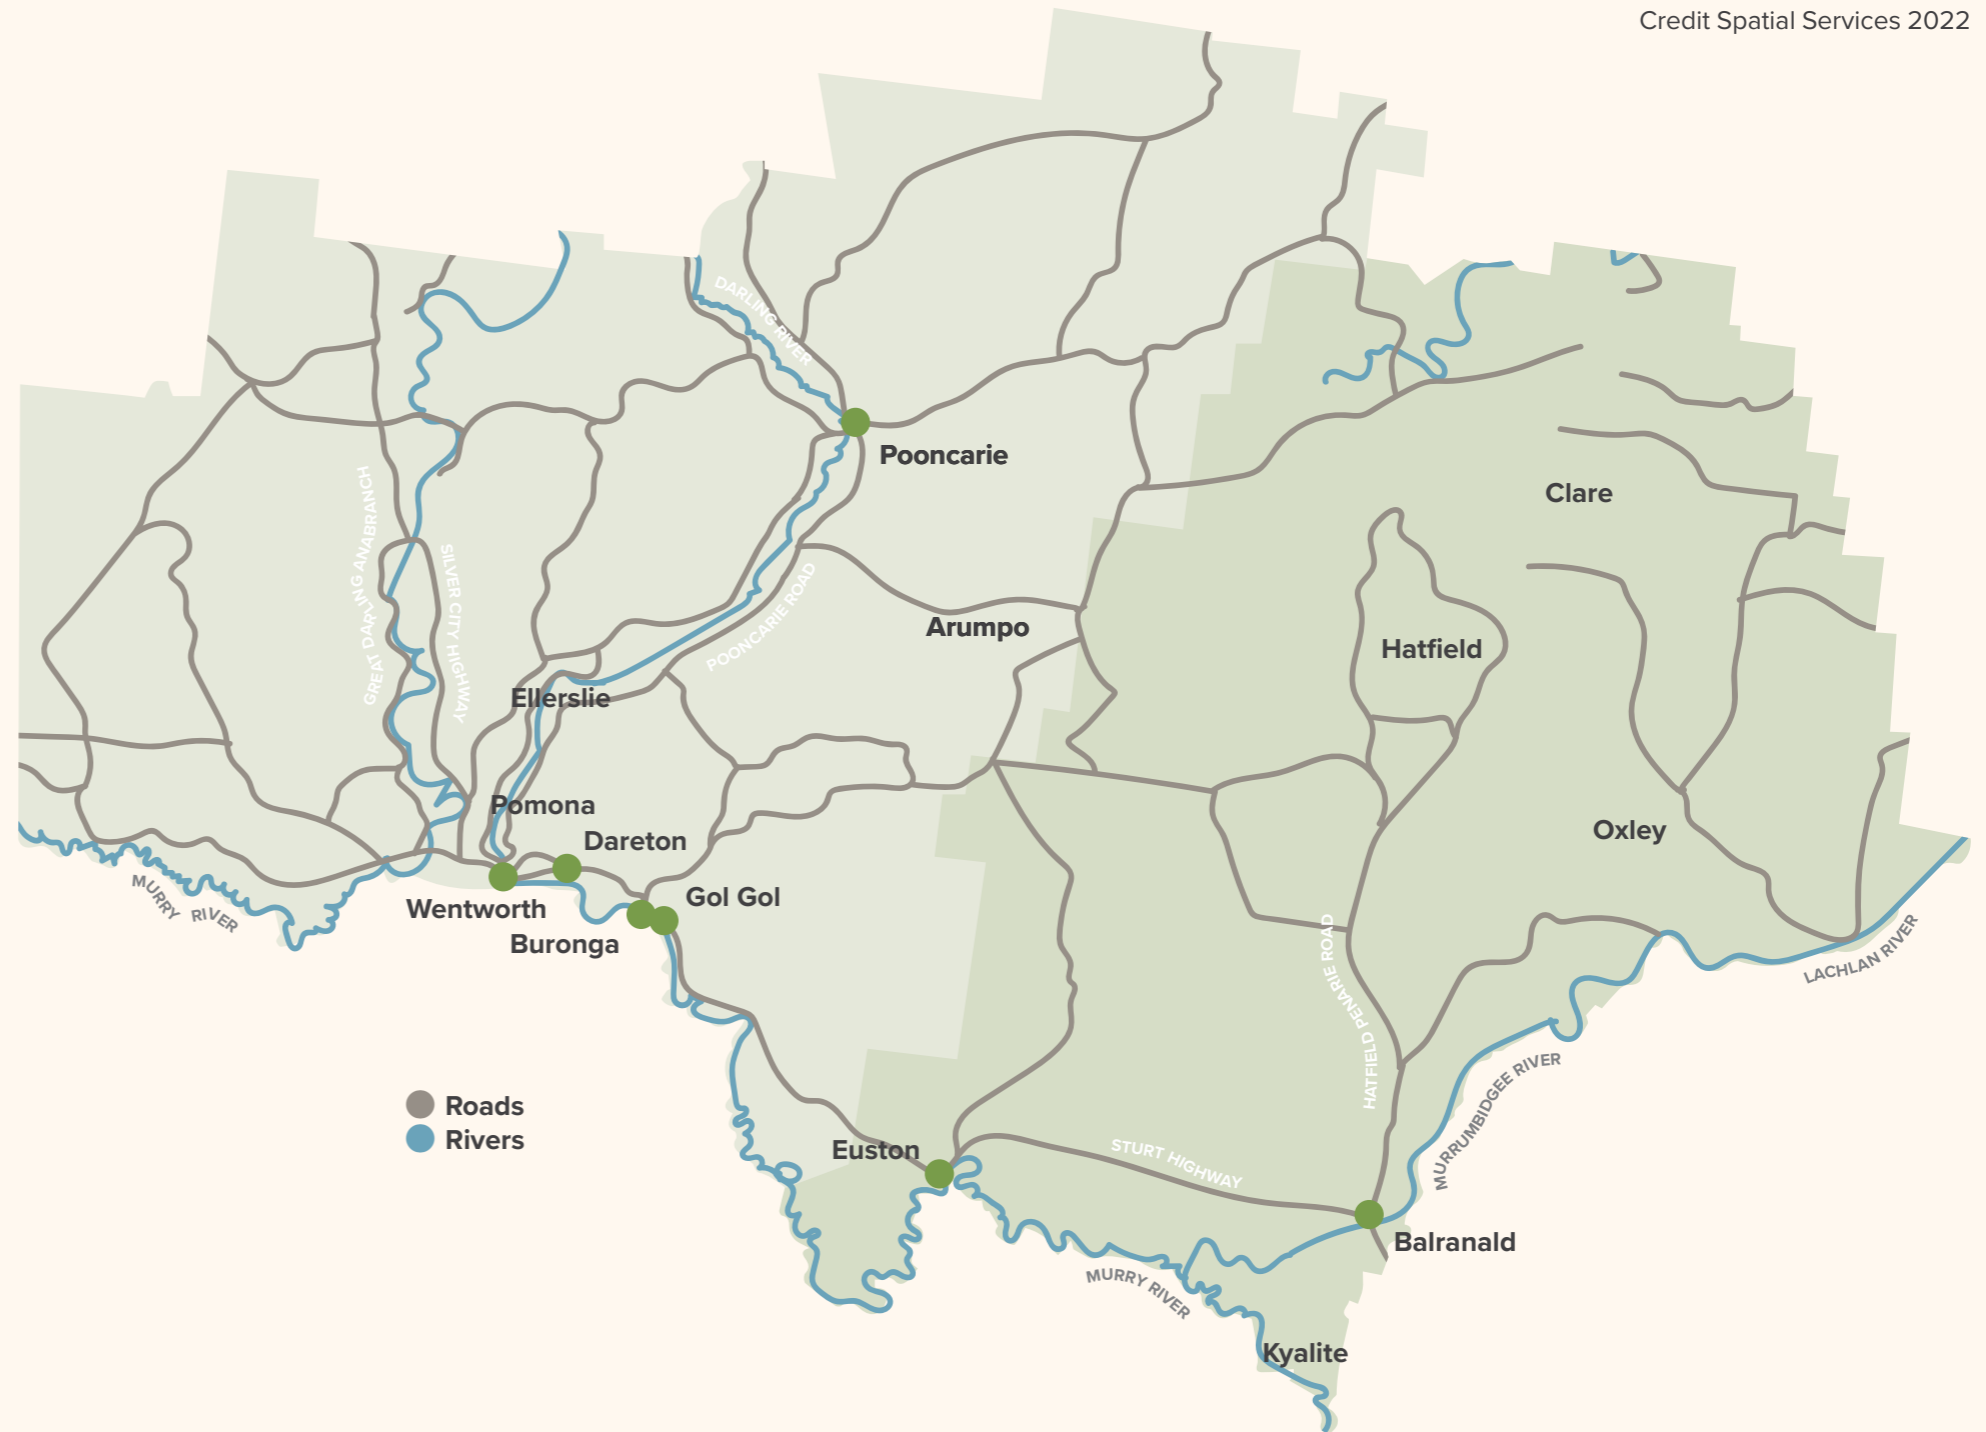 Credit Spatial Services 2022
DARLING RIVER
Pooncarie
Clare
GREAT DARLING ANABRANCH
SILVER CITY HIGHWAY
POONCARIE ROAD
Arumpo
Hatfield
Ellerslie
Pomona
Dareton
Oxley
Gol Gol
Wentworth
Buronga
MURRY RIVER
HATFIELD PENARIE ROAD
LACHLAN RIVER
MURRUMBIDGEE RIVER
Roads
Rivers
Euston
STURT HIGHWAY
Balranald
MURRY RIVER
Kyalite